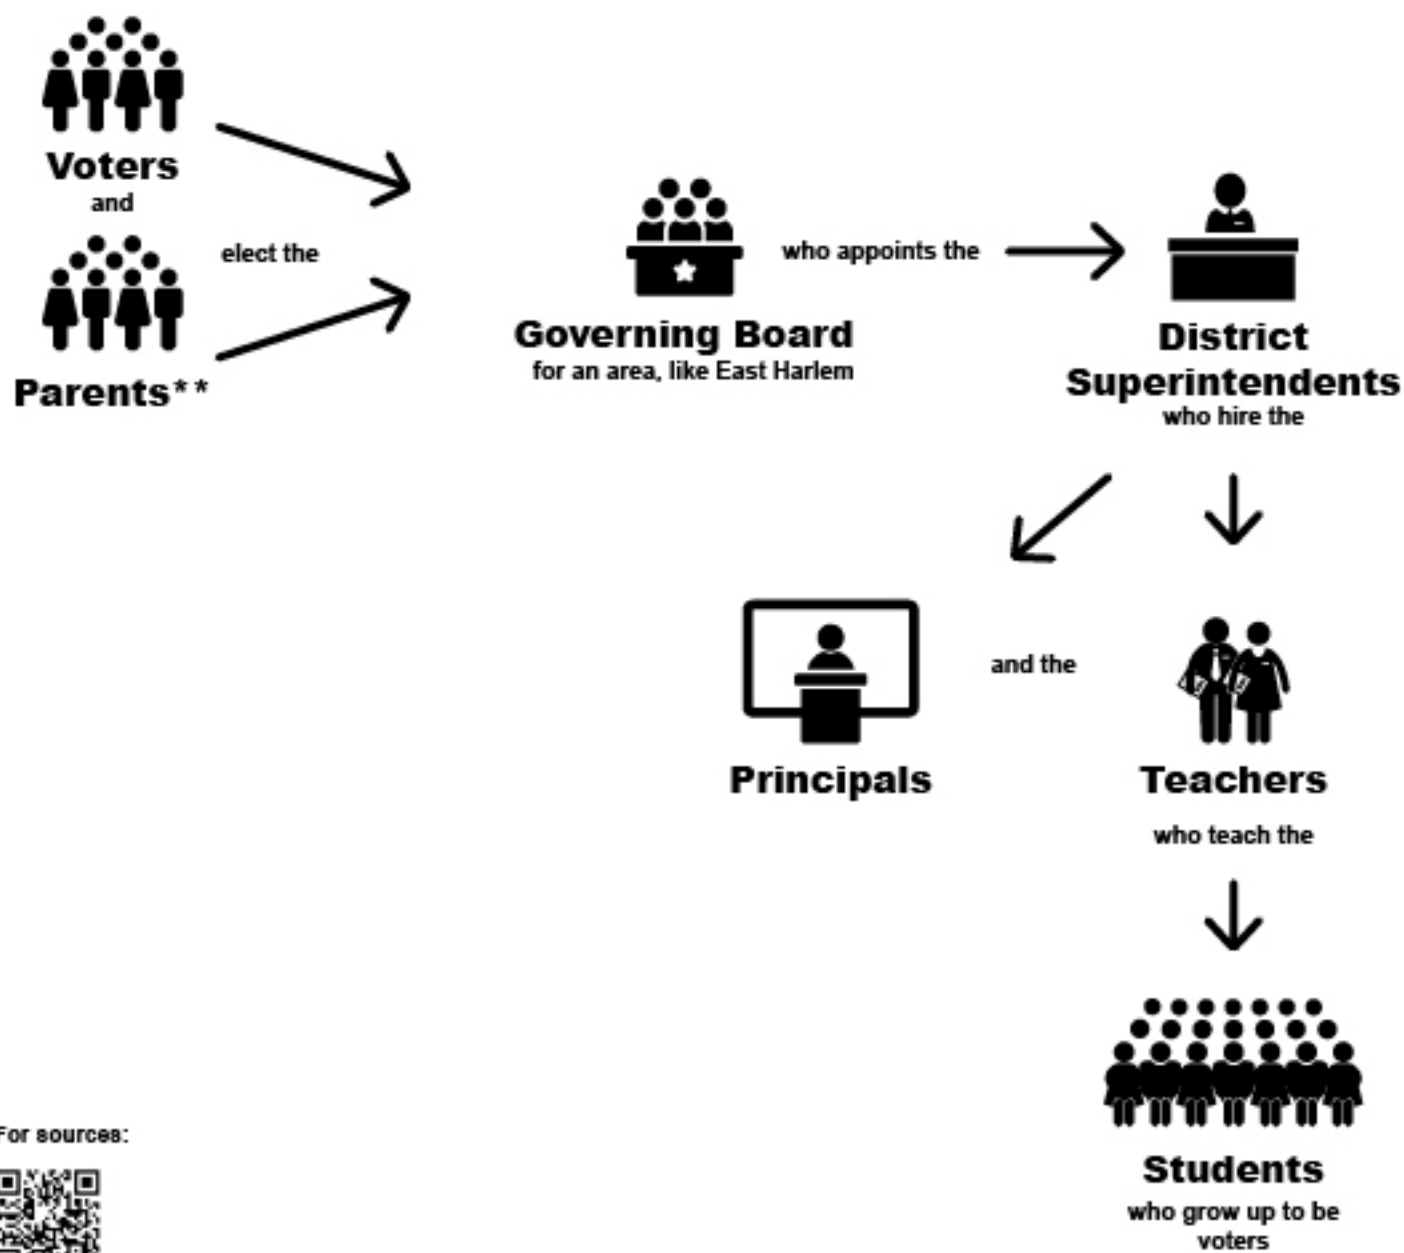 Voters
and
Parents**
elect the
Governing Board
for an area, like East Harlem
who appoints the
District
Superintendents
who hire the
Principals
and the
Teachers
who teach the
Students
who grow up to be
voters
For sources: